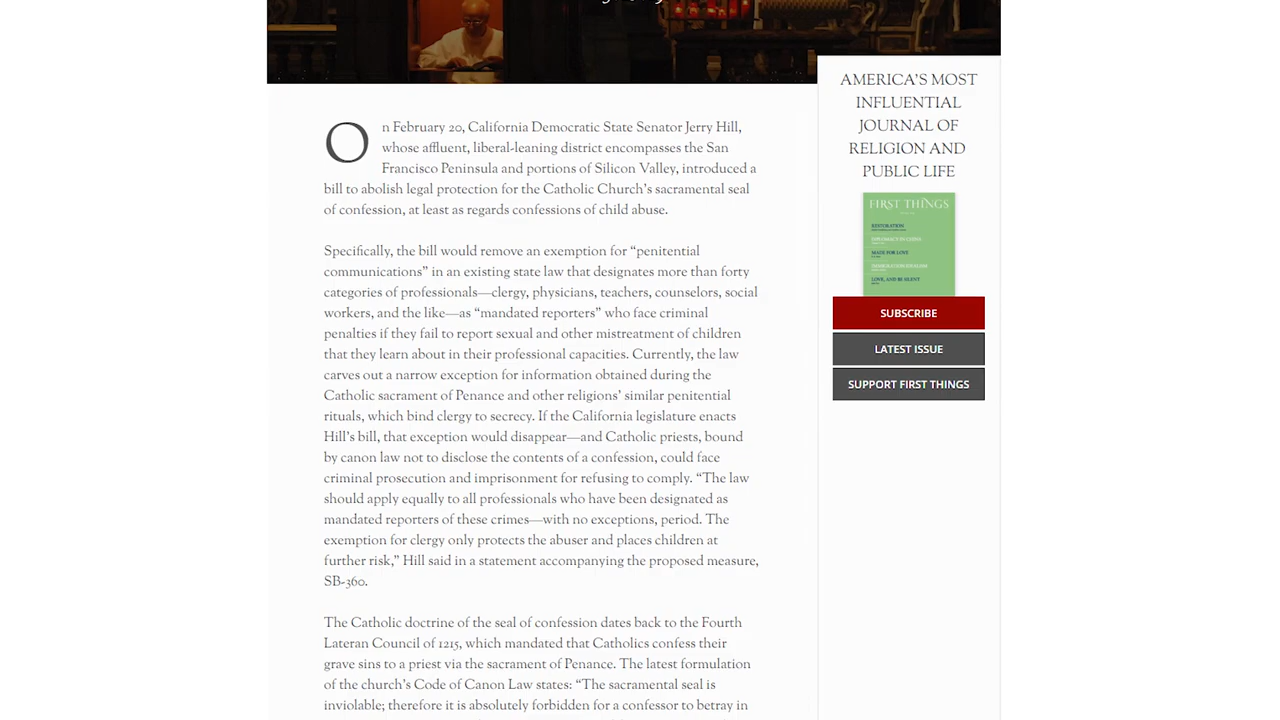 On February 20, California Democratic State Senator Jerry Hill,
whose affluent, liberal-leaning district encompasses the San
Francisco Peninsula and portions of Silicon Valley, introduced a
bill to abolish legal protection for the Catholic Church’s sacramental seal
of confession, at least as regards confessions of child abuse.
Specifically, the bill would remove an exemption for “penitential
communications” in an existing state law that designates more than forty
categories of professionals—clergy, physicians, teachers, counselors, social
workers, and the like—as “mandated reporters” who face criminal
penalties if they fail to report sexual and other mistreatment of children
that they learn about in their professional capacities. Currently, the law
carves out a narrow exception for information obtained during the
Catholic sacrament of Penance and other religions’ similar penitential
rituals, which bind clergy to secrecy. If the California legislature enacts
Hill’s bill, that exception would disappear—and Catholic priests, bound
by canon law not to disclose the contents of a confession, could face
criminal prosecution and imprisonment for refusing to comply. “The law
should apply equally to all professionals who have been designated as
mandated reporters of these crimes—with no exceptions, period. The
exemption for clergy only protects the abuser and places children at
further risk,” Hill said in a statement accompanying the proposed measure,
SB-360.
The Catholic doctrine of the seal of confession dates back to the Fourth
Lateran Council of 1215, which mandated that Catholics confess their
grave sins to a priest via the sacrament of Penance. The latest formulation
of the church’s Code of Canon Law states: “The sacramental seal is
inviolable; therefore it is absolutely forbidden for a confessor to betray in
AMERICA’S MOST
INFLUENTIAL
JOURNAL OF
RELIGION AND
PUBLIC LIFE
FIRST THINGS
RESTORATION
DIPLOMACY IN CHINA
MADE FOR LOVE
LOVE, AND BE SILENT
SUBSCRIBE
LATEST ISSUE
SUPPORT FIRST THINGS